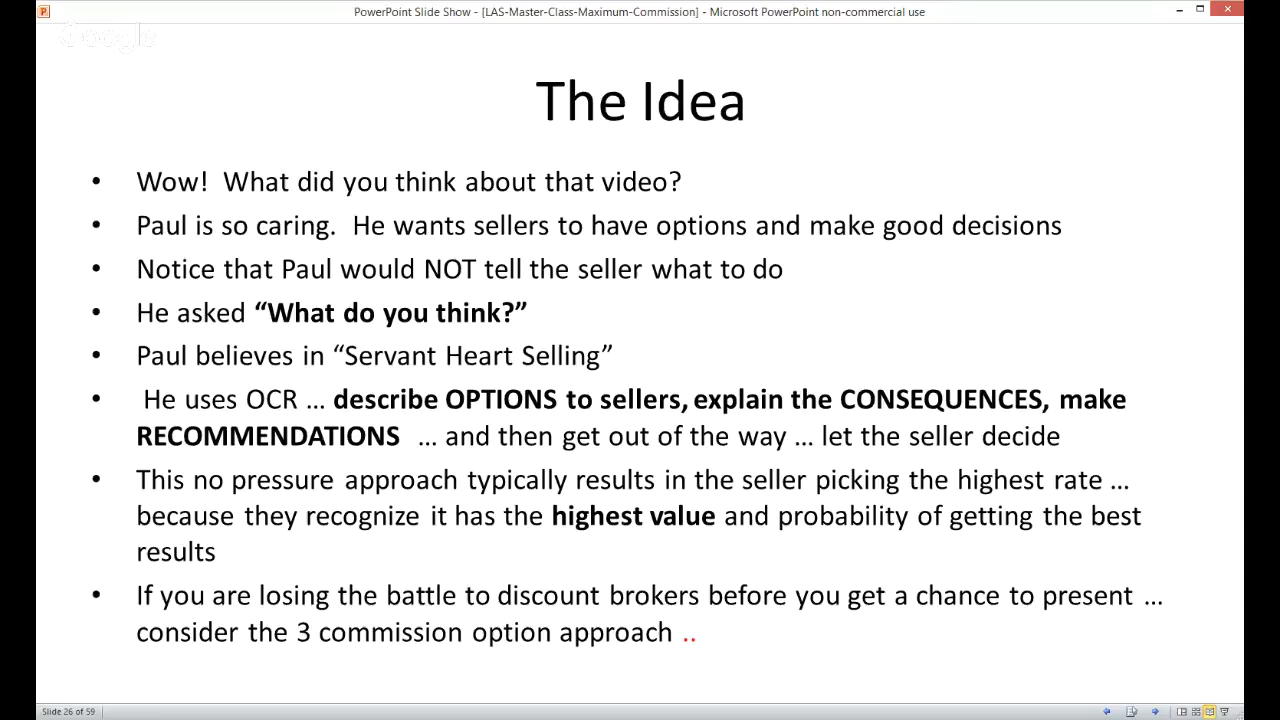 PowerPoint Slide Show - [LAS-Master-Class-Maximum-Commission] - Microsoft PowerPoint non-commercial use
Google
The Idea
• Wow! What did you think about that video?
• Paul is so caring. He wants sellers to have options and make good decisions
• Notice that Paul would NOT tell the seller what to do
• He asked “What do you think?”
• Paul believes in “Servant Heart Selling”
• He uses OCR … describe OPTIONS to sellers, explain the CONSEQUENCES, make
RECOMMENDATIONS … and then get out of the way … let the seller decide
• This no pressure approach typically results in the seller picking the highest rate …
because they recognize it has the highest value and probability of getting the best
results
• If you are losing the battle to discount brokers before you get a chance to present …
consider the 3 commission option approach ..
Slide 26 of 59